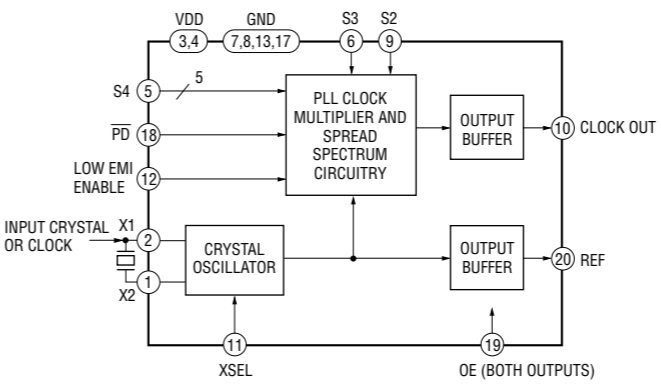 VDD GND S3 S2
3,4 7,8,13,17 6 9
S4 5 5
PD 18
LOW EMI
ENABLE
12
PLL CLOCK
MULTIPLIER AND
SPREAD
SPECTRUM
CIRCUITRY
OUTPUT
BUFFER
10 CLOCK OUT
INPUT CRYSTAL
OR CLOCK
X1
2
X2
1
CRYSTAL
OSCILLATOR
OUTPUT
BUFFER
20 REF
11
XSEL
19
OE (BOTH OUTPUTS)